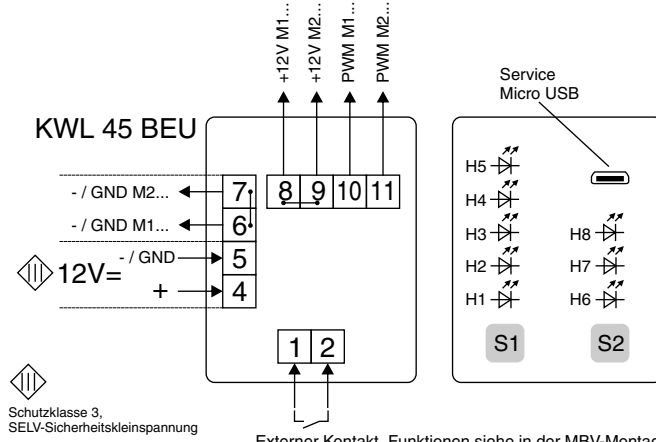 +12V M1...
+12V M2...
PWM M1...
PWM M2...
Service
Micro USB
KWL 45 BEU
- / GND M2...
7
8 9 10 11
- / GND M1...
6
12V=
- / GND
5
+
4
1 2
H5
H4
H3
H8
H2
H7
H1
H6
S1
S2
Schutzklasse 3,
SELV-Sicherheitskleinspannung
Externer Kontakt, Funktionen siehe in der MBV-Montag